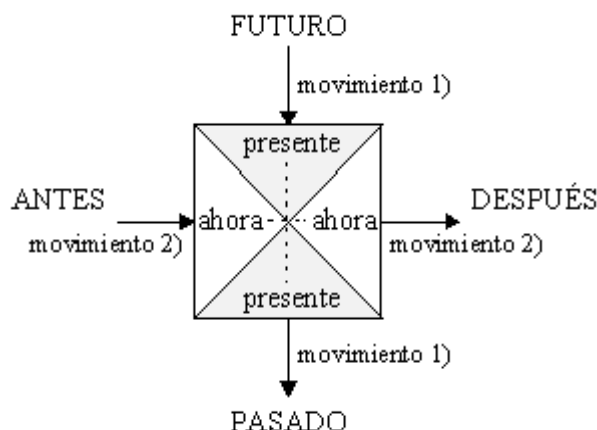 FUTURO
movimiento 1)
presente
ANTES
DESPUÉS
ahora
ahora
movimiento 2)
movimiento 2)
presente
movimiento 1)
PASADO